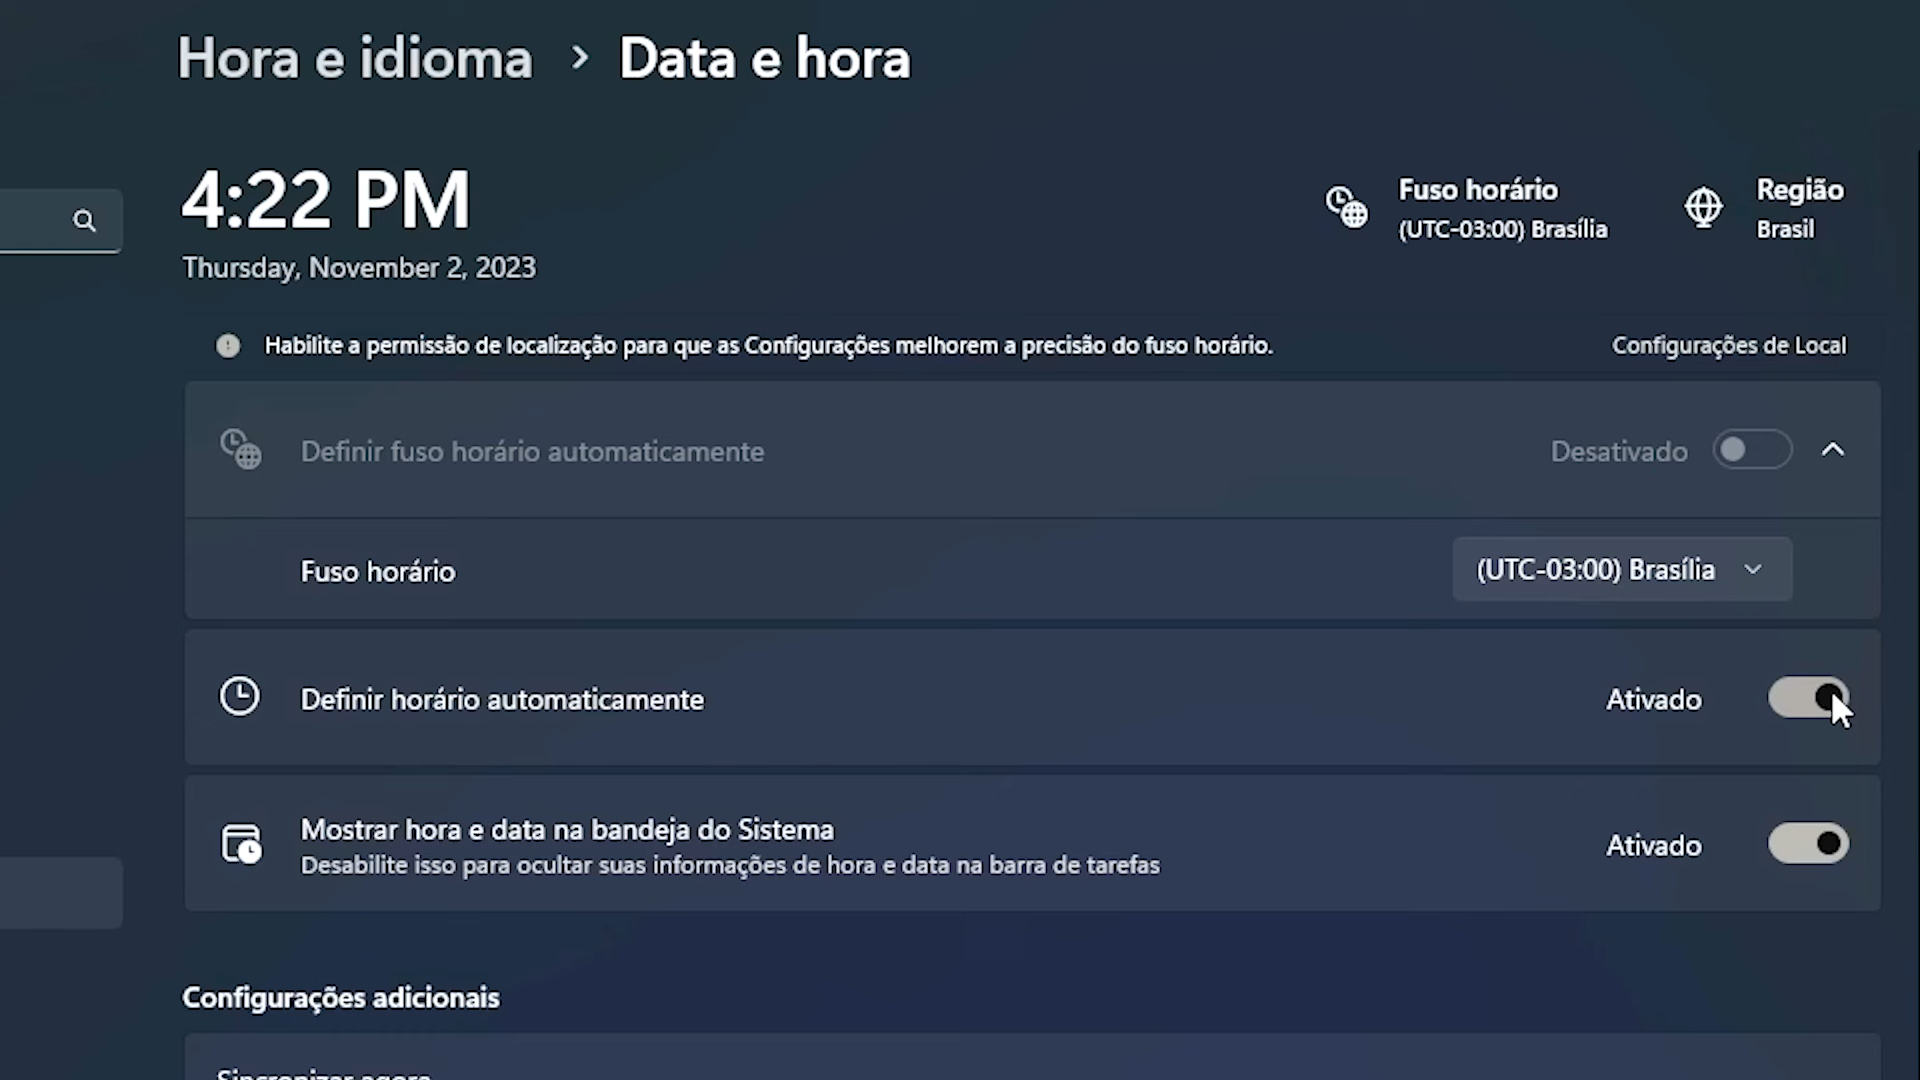 Hora e idioma > Data e hora
4:22 PM
Thursday, November 2, 2023
Fuso horário
(UTC-03:00) Brasília
Região
Brasil
Habilite a permissão de localização para que as Configurações melhorem a precisão do fuso horário.
Configurações de Local
Definir fuso horário automaticamente
Desativado
Fuso horário
(UTC-03:00) Brasília
Definir horário automaticamente
Ativado
Mostrar hora e data na bandeja do Sistema
Desabilite isso para ocultar suas informações de hora e data na barra de tarefas
Ativado
Configurações adicionais
Sincronizar agora